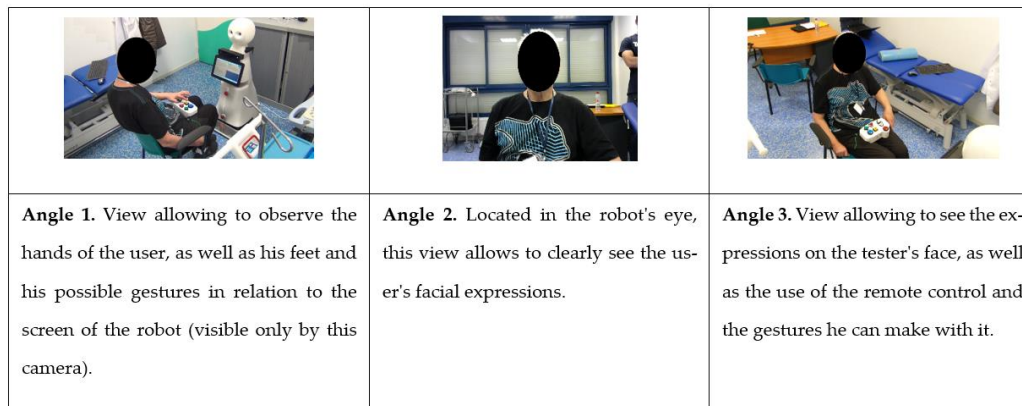 Angle 1. View allowing to observe the
hands of the user, as well as his feet and
his possible gestures in relation to the
screen of the robot (visible only by this
camera).
Angle 2. Located in the robot's eye,
this view allows to clearly see the us-
er's facial expressions.
Angle 3. View allowing to see the ex-
pressions on the tester's face, as well
as the use of the remote control and
the gestures he can make with it.